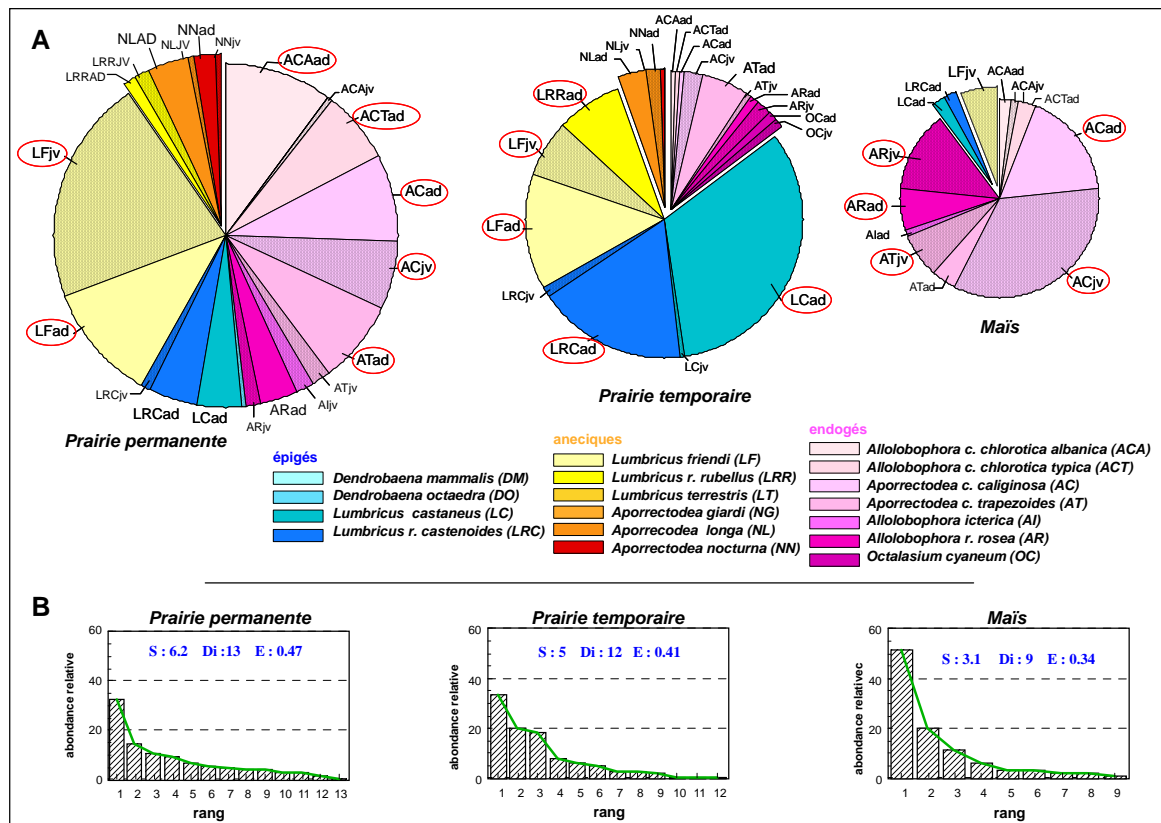 A
NLAD
NLJV
NNad
NNjv
LRRJV
LRRAD
ACAad
ACAjv
ACTad
LFjv
ACad
ACjv
LFad
ATad
ATjv
AIjv
ARad
ARjv
LCad
LRCad
LRCjv
Prairie permanente
NLad
NLjv
NNad
ACAad
ACTad
ACad
ACjv
ATad
ATjv
ARad
ARjv
OCad
OCjv
LRRad
LFjv
LFad
LRCjv
LRCad
LCjv
LCad
Prairie temporaire
LFjv
LRCad
LCad
ACAad
ACAjv
ACTad
ACad
ARjv
ARad
AIad
ATjv
ATad
ACjv
Maïs
épigés
Dendrobaena mammalis (DM)
Dendrobaena octaedra (DO)
Lumbricus castaneus (LC)
Lumbricus r. castenoides (LRC)
aneciques
Lumbricus friendi (LF)
Lumbricus r. rubellus (LRR)
Lumbricus terrestris (LT)
Aporrectodea giardi (NG)
Aporrecodea longa (NL)
Aporrectodea nocturna (NN)
endogés
Allolobophora c. chlorotica albanica (ACA)
Allolobophora c. chlorotica typica (ACT)
Aporrectodea c. caliginosa (AC)
Aporrectodea c. trapezoides (AT)
Allolobophora icterica (AI)
Allolobophora r. rosea (AR)
Octalasium cyaneum (OC)
B
Prairie permanente
60
S : 6.2 Di :13 E : 0.47
40
20
0
abondance relative
1 2 3 4 5 6 7 8 9 10 11 12 13
rang
Prairie temporaire
60
S : 5 Di : 12 E : 0.41
40
20
0
abondance relative
1 2 3 4 5 6 7 8 9 10 11 12
rang
Maïs
60
S : 3.1 Di : 9 E : 0.34
40
20
0
abondance relativec
1 2 3 4 5 6 7 8 9
rang